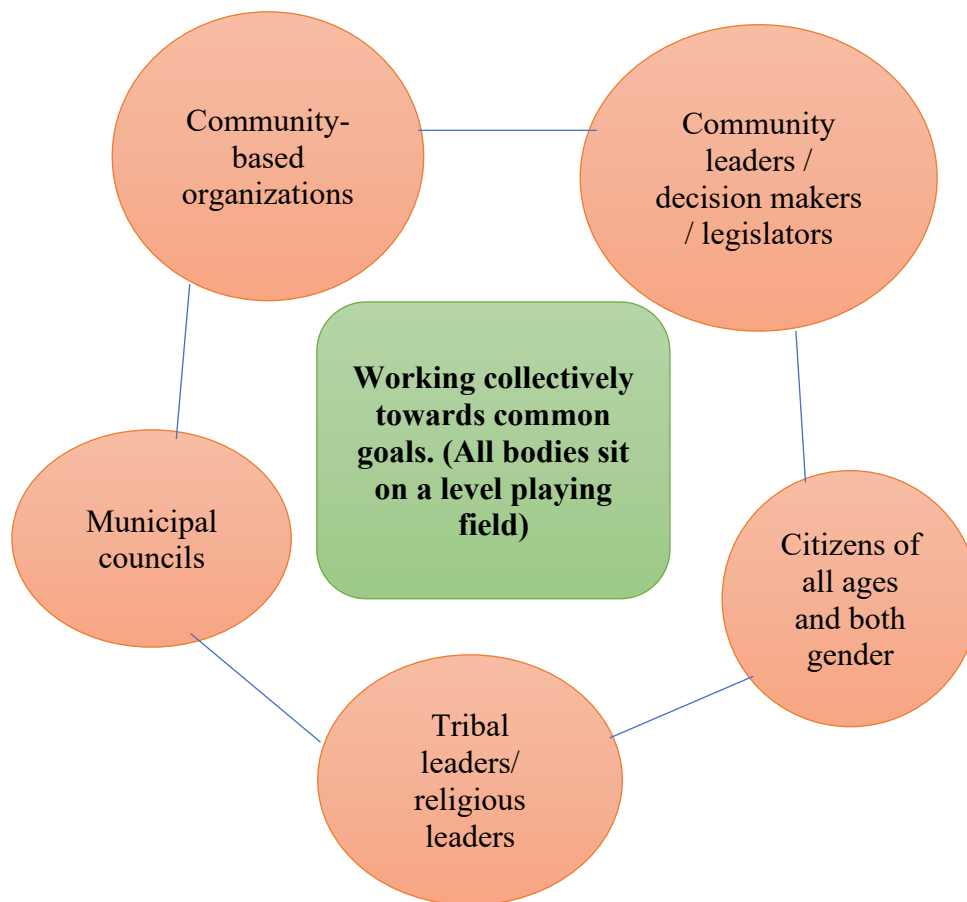 Community-
based
organizations
Community
leaders /
decision makers
/ legislators
Working collectively
towards common
goals. (All bodies sit
on a level playing
field)
Municipal
councils
Citizens of
all ages
and both
gender
Tribal
leaders/
religious
leaders